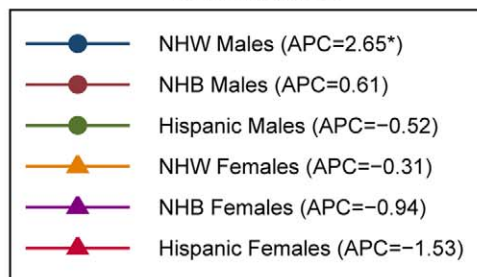 NHW Males (APC=2.65*)
NHB Males (APC=0.61)
Hispanic Males (APC=−0.52)
NHW Females (APC=−0.31)
NHB Females (APC=−0.94)
Hispanic Females (APC=−1.53)